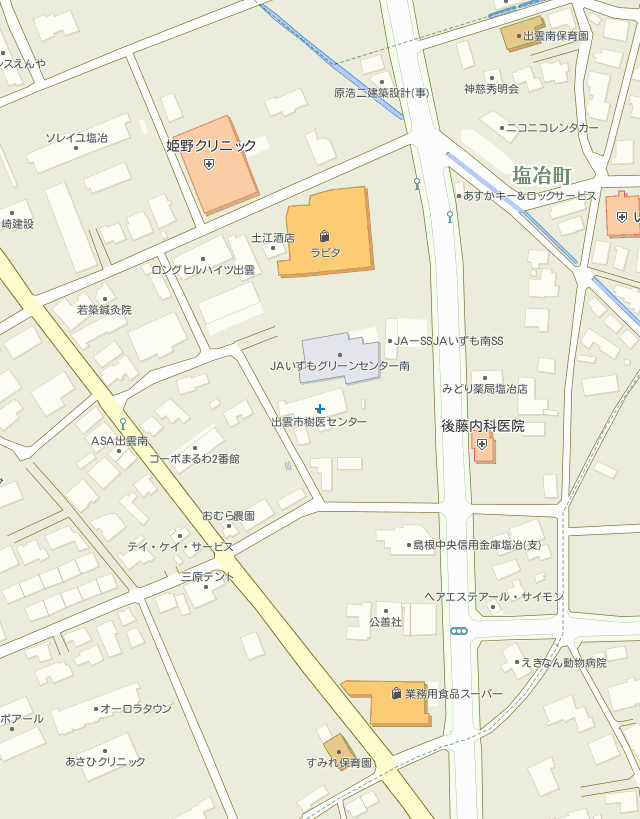 出雲南保育園
ンスえんや
神慈秀明会
原浩二建築設計(事)
ニコニコレンタカー
ソレイユ塩冶
姫野クリニック
塩冶町
あすかキー&ロックサービス
崎建設
い
土江酒店
ラピタ
ロングヒルハイツ出雲
若築鍼灸院
JA-SSJAいずも南SS
JAいずもグリーンセンター南
みどり薬局塩冶店
出雲市樹医センター
後藤内科医院
ASA出雲南
コーポまるわ2番館
おむら農園
テイ・ケイ・サービス
島根中央信用金庫塩冶(支)
三原テント
ヘアエステアール・サイモン
公善社
えきなん動物病院
業務用食品スーパー
オーロラタウン
ボアール
あさひクリニック
すみれ保育園